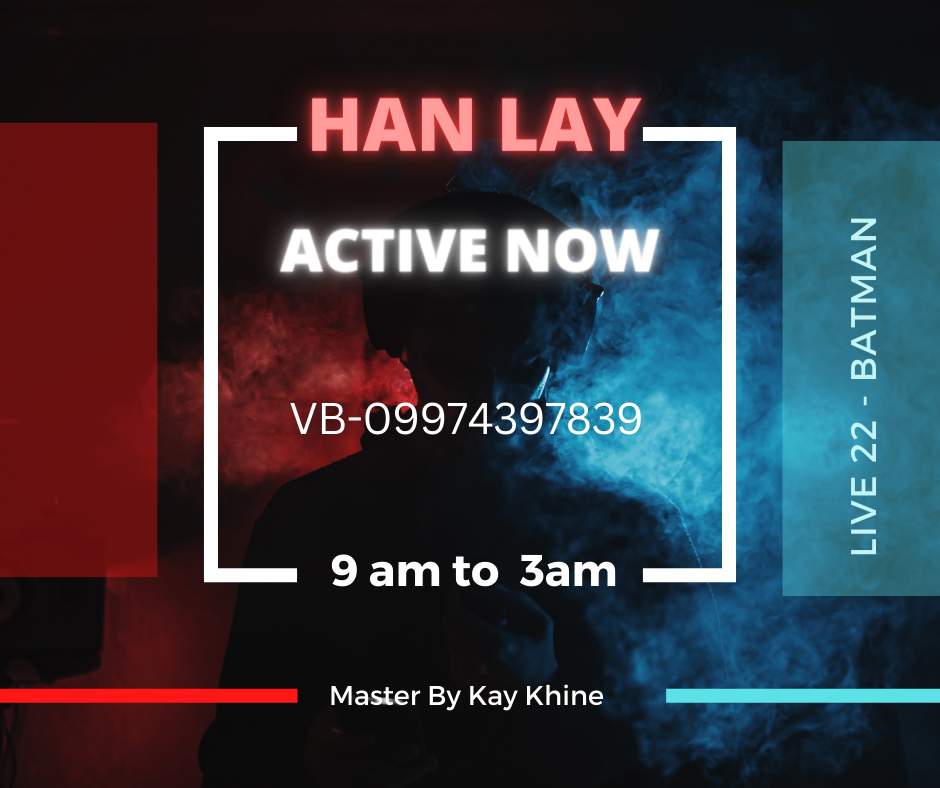 HAN LAY
ACTIVE NOW
VB-09974397839
9 am to 3am
Master By Kay Khine
LIVE 22 - BATMAN